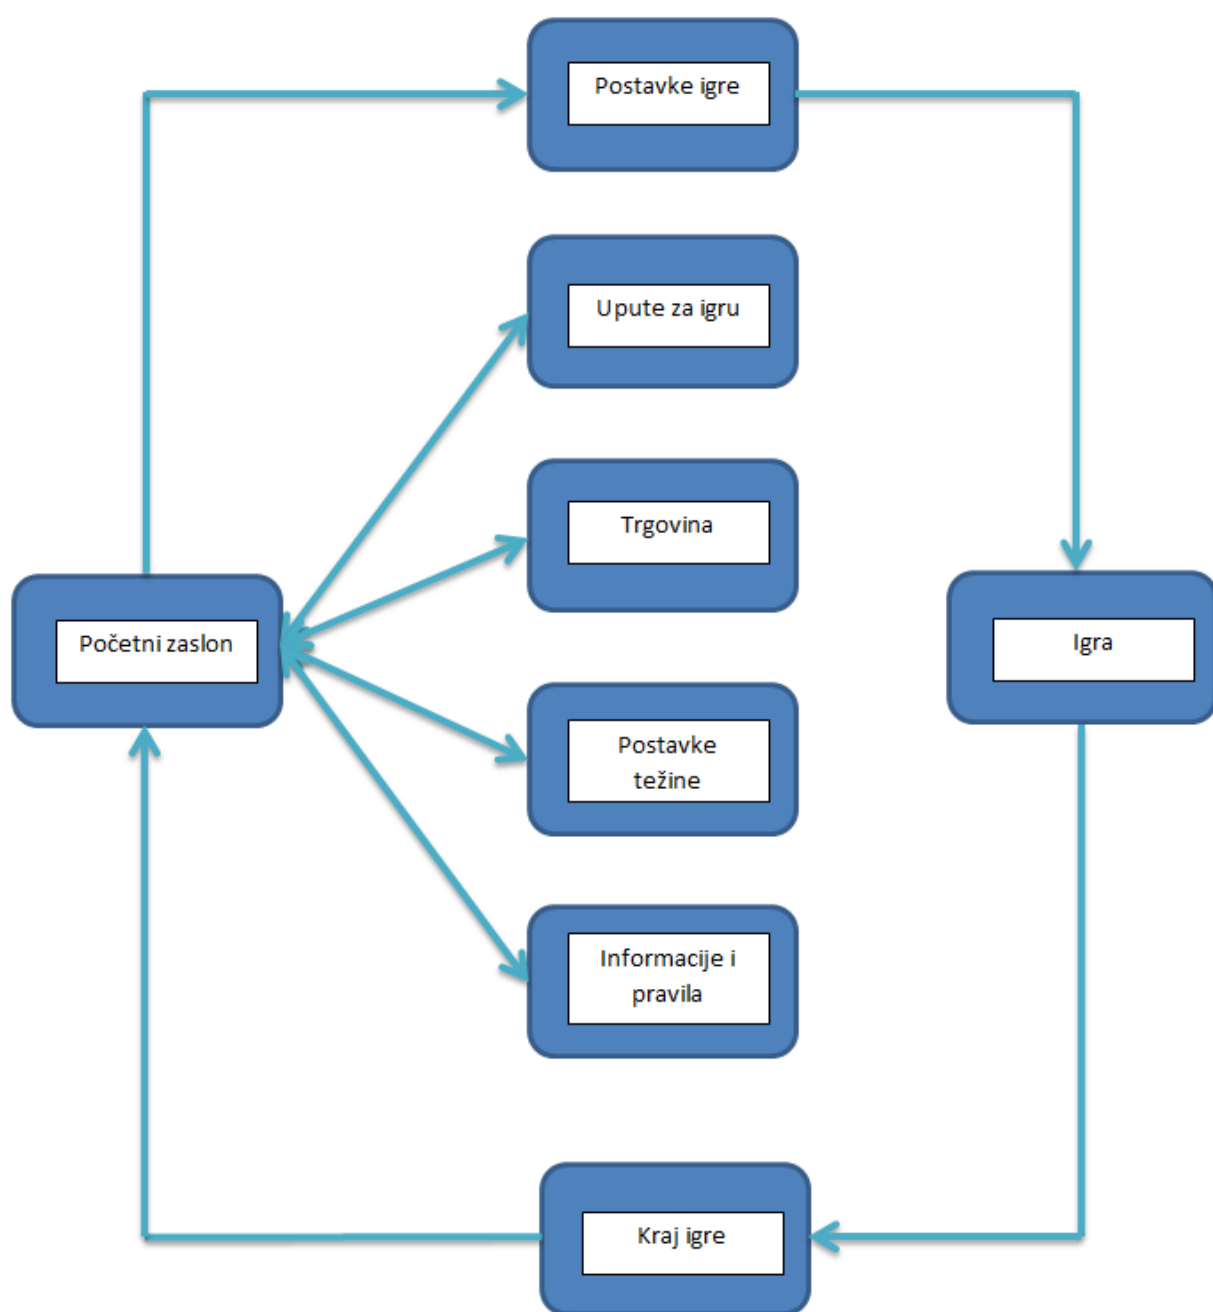 Postavke igre
Upute za igru
Trgovina
Početni zaslon
Igra
Postavke
težine
Informacije i
pravila
Kraj igre